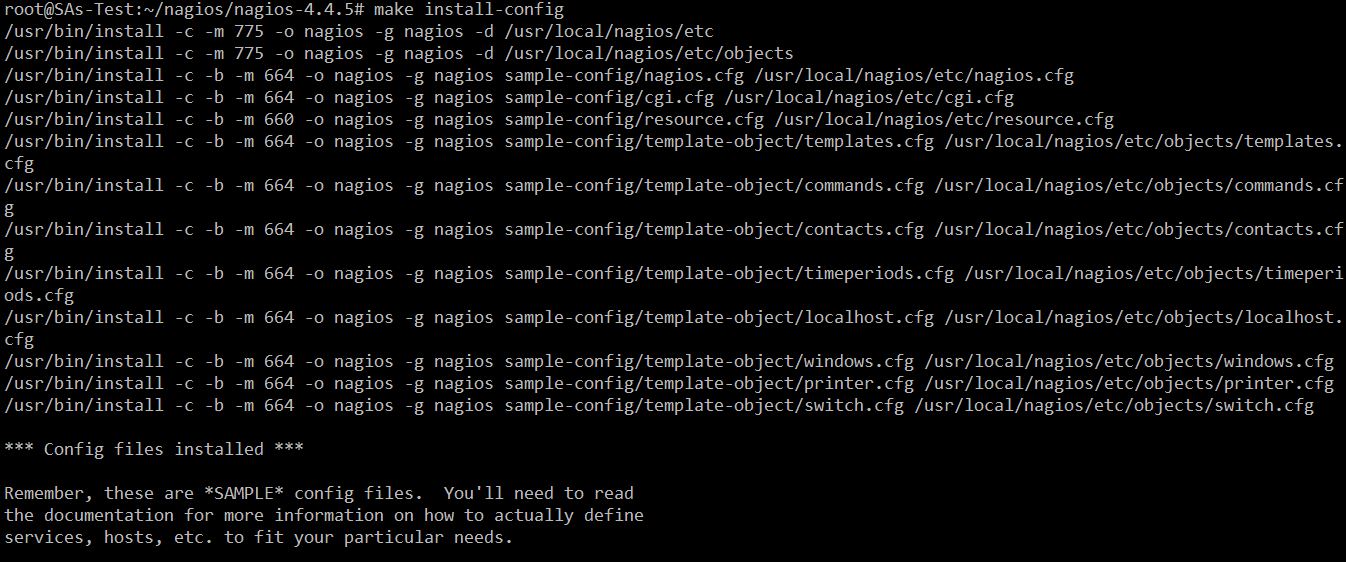 root@SAs-Test:~/nagios/nagios-4.4.5# make install-config
/usr/bin/install -c -m 775 -o nagios -g nagios -d /usr/local/nagios/etc
/usr/bin/install -c -m 775 -o nagios -g nagios -d /usr/local/nagios/etc/objects
/usr/bin/install -c -b -m 664 -o nagios -g nagios sample-config/nagios.cfg /usr/local/nagios/etc/nagios.cfg
/usr/bin/install -c -b -m 664 -o nagios -g nagios sample-config/cgi.cfg /usr/local/nagios/etc/cgi.cfg
/usr/bin/install -c -b -m 660 -o nagios -g nagios sample-config/resource.cfg /usr/local/nagios/etc/resource.cfg
/usr/bin/install -c -b -m 664 -o nagios -g nagios sample-config/template-object/templates.cfg /usr/local/nagios/etc/objects/templates.
cfg
/usr/bin/install -c -b -m 664 -o nagios -g nagios sample-config/template-object/commands.cfg /usr/local/nagios/etc/objects/commands.cf
g
/usr/bin/install -c -b -m 664 -o nagios -g nagios sample-config/template-object/contacts.cfg /usr/local/nagios/etc/objects/contacts.cf
g
/usr/bin/install -c -b -m 664 -o nagios -g nagios sample-config/template-object/timeperiods.cfg /usr/local/nagios/etc/objects/timeperi
ods.cfg
/usr/bin/install -c -b -m 664 -o nagios -g nagios sample-config/template-object/localhost.cfg /usr/local/nagios/etc/objects/localhost.
cfg
/usr/bin/install -c -b -m 664 -o nagios -g nagios sample-config/template-object/windows.cfg /usr/local/nagios/etc/objects/windows.cfg
/usr/bin/install -c -b -m 664 -o nagios -g nagios sample-config/template-object/printer.cfg /usr/local/nagios/etc/objects/printer.cfg
/usr/bin/install -c -b -m 664 -o nagios -g nagios sample-config/template-object/switch.cfg /usr/local/nagios/etc/objects/switch.cfg
*** Config files installed ***
Remember, these are *SAMPLE* config files.  You'll need to read
the documentation for more information on how to actually define
services, hosts, etc. to fit your particular needs.